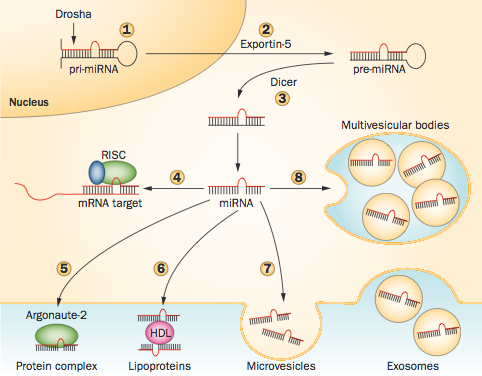 Drosha
1
2
Exportin-5
pri-miRNA
pre-miRNA
Dicer
3
Nucleus
Multivesicular bodies
RISC
4
8
mRNA target
miRNA
5
6
7
Argonaute-2
HDL
Protein complex
Lipoproteins
Microvesicles
Exosomes